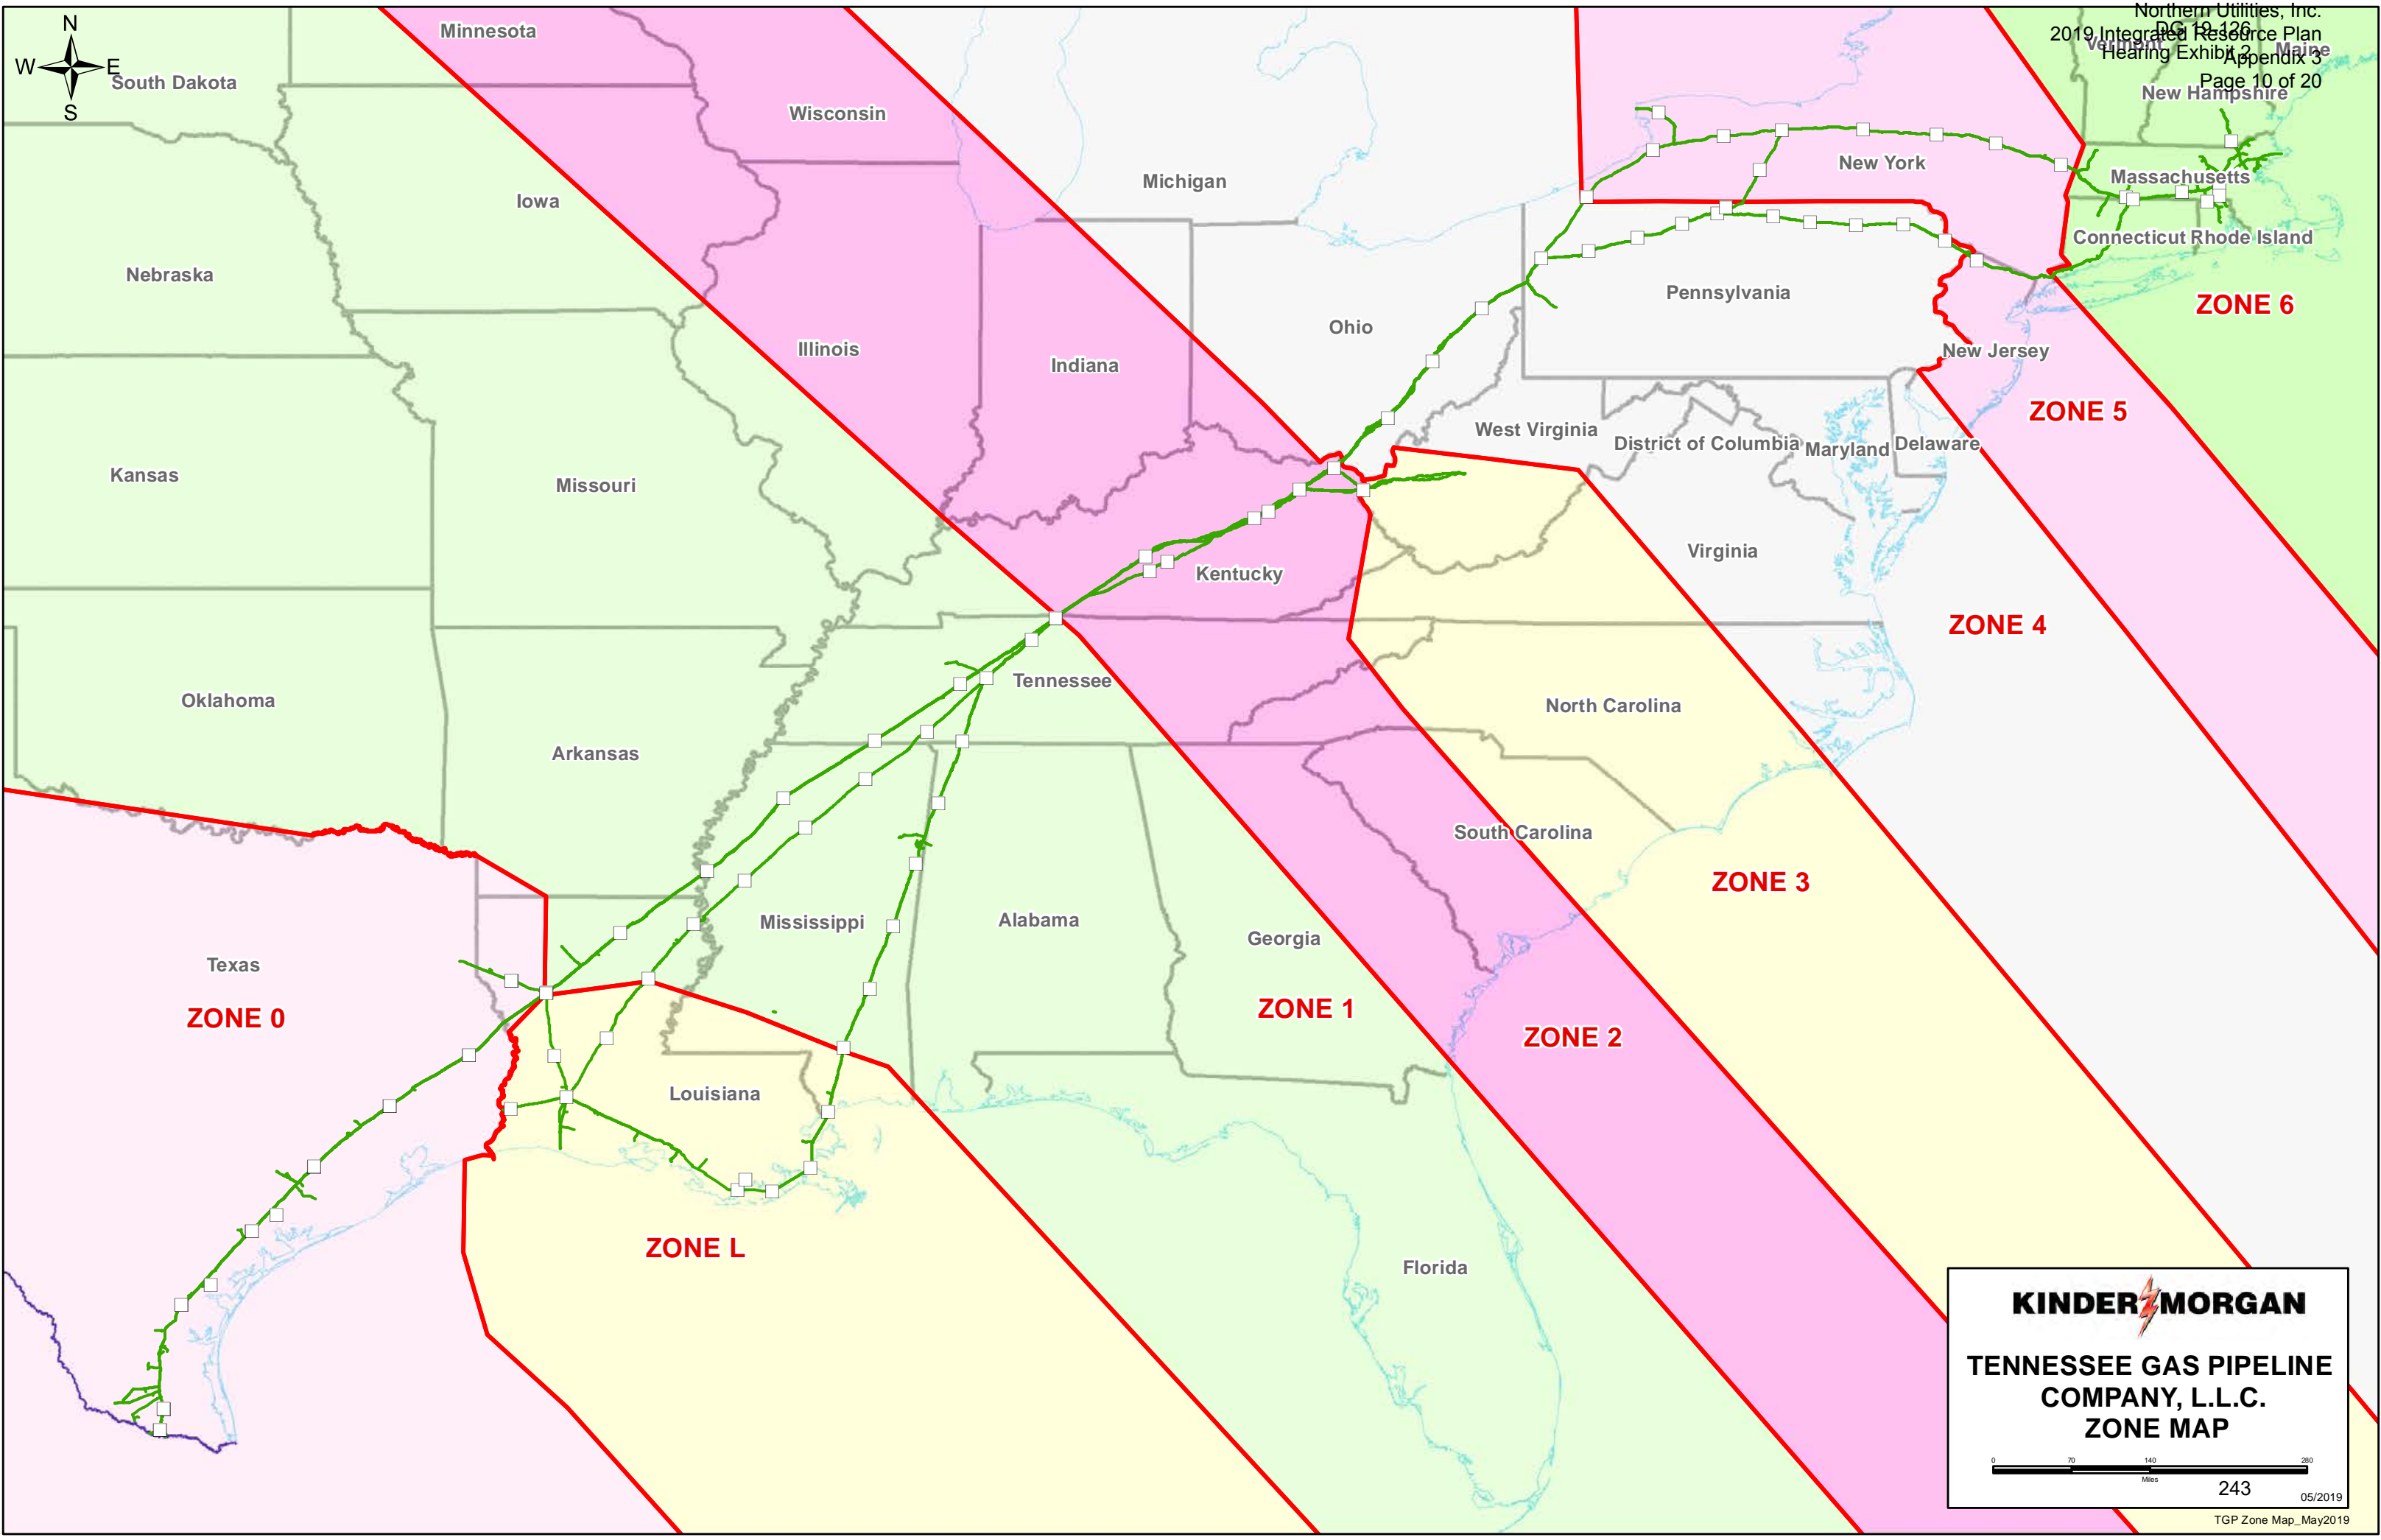 Northern Utilities, Inc.
DG 19-126
2019 Integrated Resource Plan
Hearing Exhibit 2
Appendix 3
Page 10 of 20
N
W E
S
Minnesota
South Dakota
Wisconsin
Vermont
Maine
New Hampshire
Iowa
Michigan
New York
Massachusetts
Connecticut Rhode Island
Nebraska
Illinois
Indiana
Ohio
Pennsylvania
ZONE 6
New Jersey
ZONE 5
Kansas
Missouri
West Virginia
District of Columbia
Maryland
Delaware
Kentucky
Virginia
ZONE 4
Oklahoma
Arkansas
Tennessee
North Carolina
South Carolina
ZONE 3
Texas
ZONE 0
Mississippi
Alabama
Georgia
ZONE 1
ZONE 2
Louisiana
ZONE L
Florida
KINDER MORGAN
TENNESSEE GAS PIPELINE
COMPANY, L.L.C.
ZONE MAP
0 70 140 280
Miles
243
05/2019
TGP Zone Map_May2019